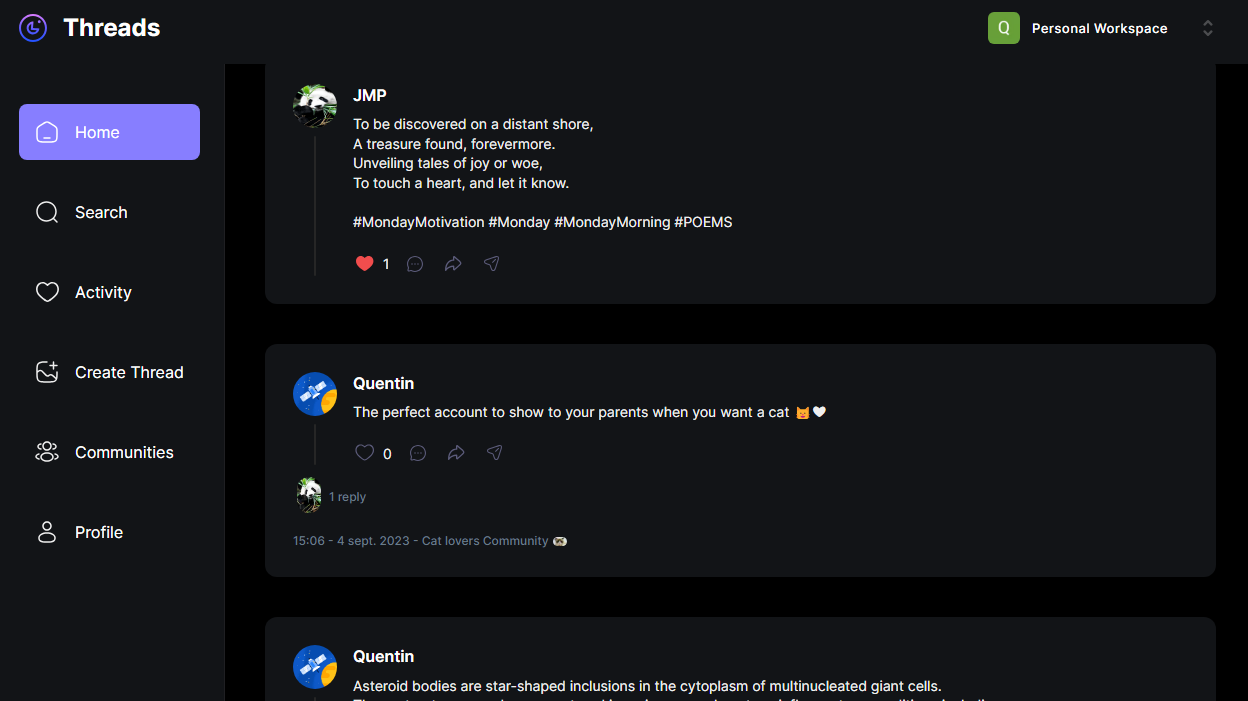 Threads
Q Personal Workspace
Home
Search
Activity
Create Thread
Communities
Profile
JMP
To be discovered on a distant shore,
A treasure found, forevermore.
Unveiling tales of joy or woe,
To touch a heart, and let it know.
#MondayMotivation #Monday #MondayMorning #POEMS
1
Quentin
The perfect account to show to your parents when you want a cat 😺🤍
0
1 reply
15:06 - 4 sept. 2023 - Cat lovers Community
Quentin
Asteroid bodies are star-shaped inclusions in the cytoplasm of multinucleated giant cells.